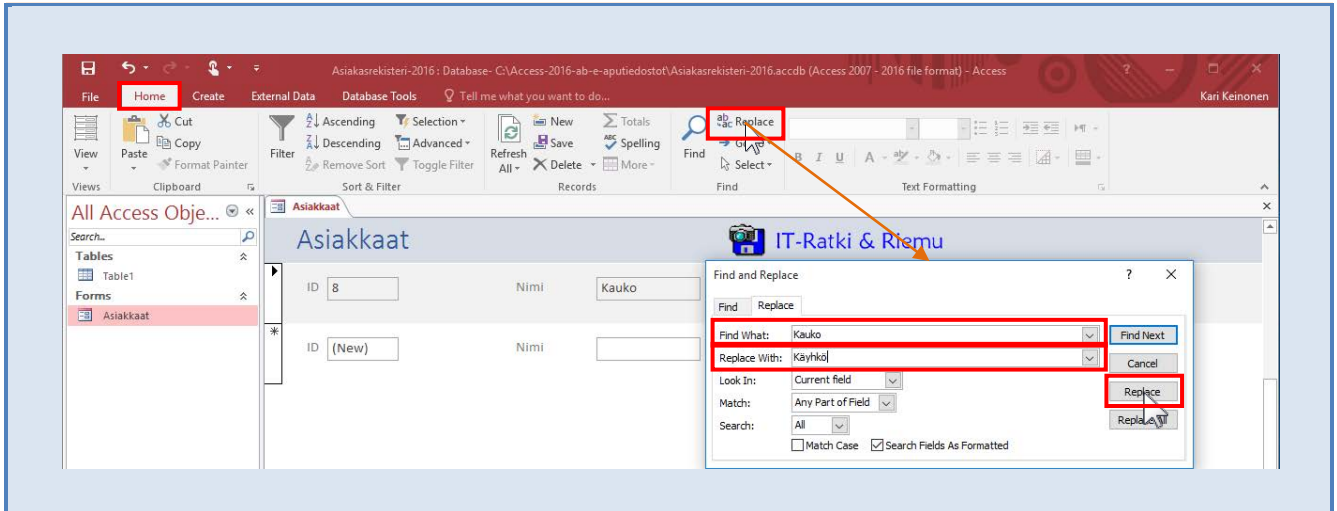 Asiakasrekisteri-2016 : Database- C:\Access-2016-ab-e-aputiedostot\Asiakasrekisteri-2016.accdb (Access 2007 - 2016 file format) - Access
?
File Home Create External Data Database Tools Tell me what you want to do... Kari Keinonen
View
Paste
Cut
Copy
Format Painter
Filter
Ascending
Descending
Remove Sort
Selection
Advanced
Toggle Filter
Refresh
All
New
Save
Delete
Totals
Spelling
More
Find
Replace
Select
B I U A
Views Clipboard Sort & Filter Records Find Text Formatting
All Access Obje...
Search..
Tables
Table1
Forms
Asiakkaat
Asiakkaat
Asiakkaat IT-Ratki & Riemu
ID 8 Nimi Kauko
ID (New) Nimi
Find and Replace ?
Find Replace
Find What: Kauko Find Next
Replace With: Käyhkö Cancel
Look In: Current field
Replace
Match: Any Part of Field
Search: All
Match Case Search Fields As Formatted